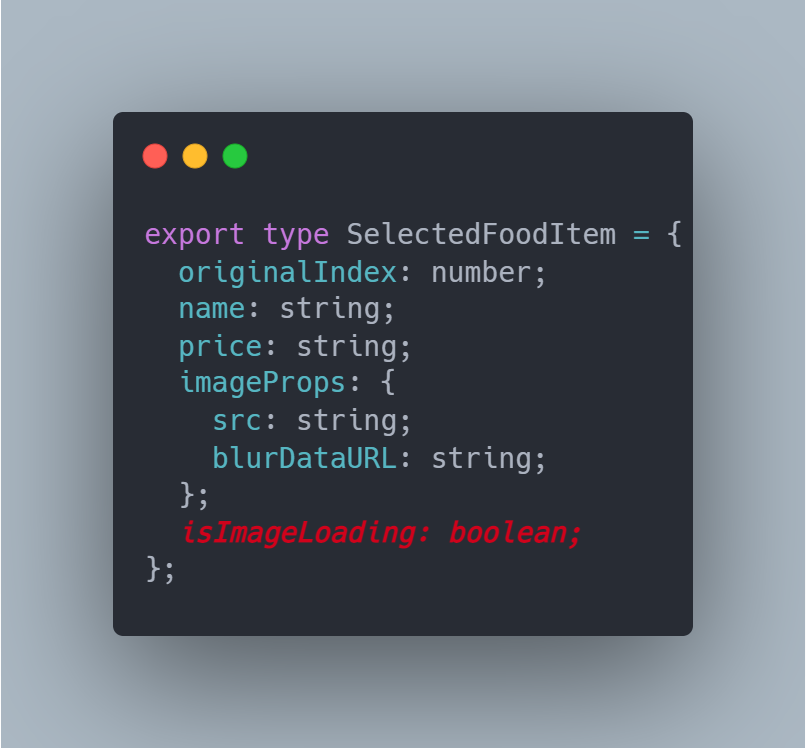 export type SelectedFoodItem = {
  originalIndex: number;
  name: string;
  price: string;
  imageProps: {
    src: string;
    blurDataURL: string;
  };
  isImageLoading: boolean;
};